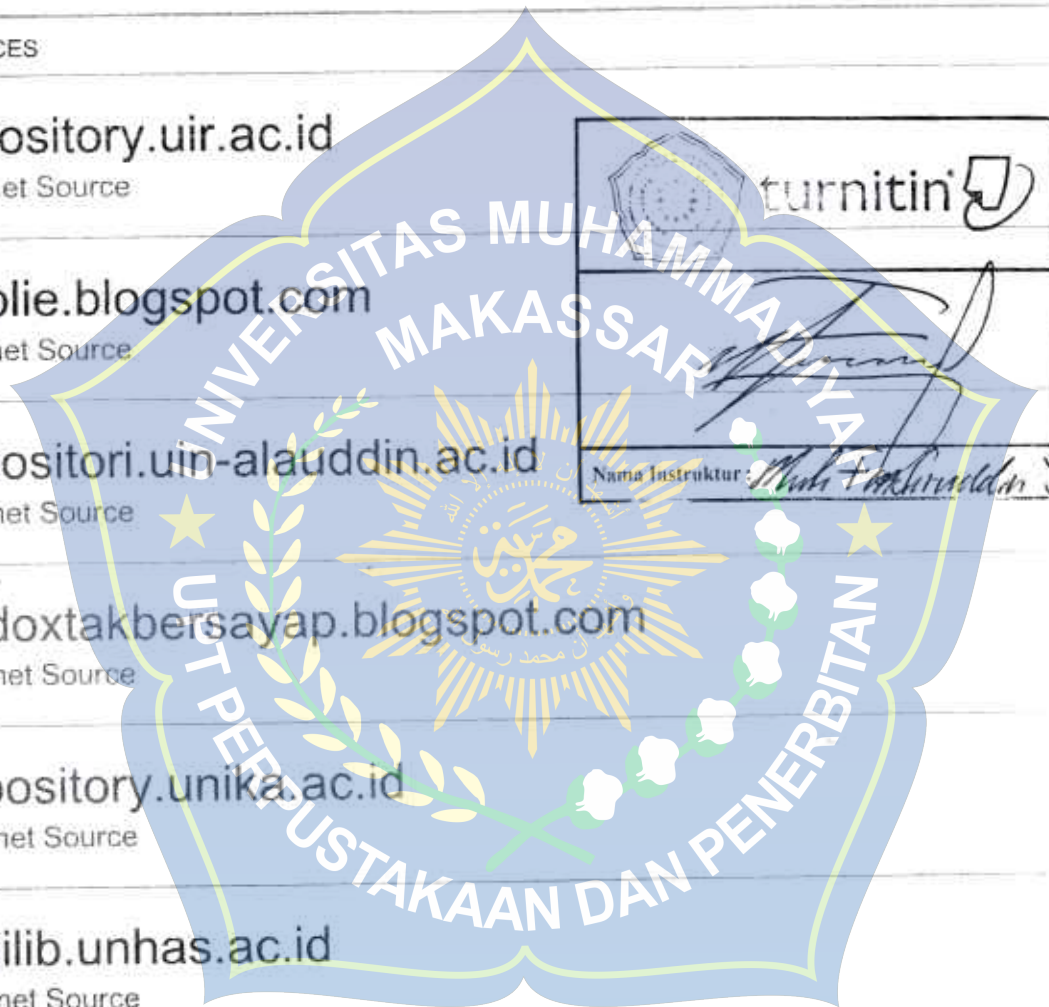 CES
ository.uir.ac.id
et Source
turnitin
UNIVERSITAS MUHAMMADIYAH
MAKASSAR
olie.blogspot.com
net Source
ositori.uin-alauddin.ac.id
net Source
Nama Instruktur :
محمد
doxtakbersayap.blogspot.com
net Source
pository.unika.ac.id
net Source
UPT PERPUSTAKAAN DAN PENERBITAN
ilib.unhas.ac.id
net Source